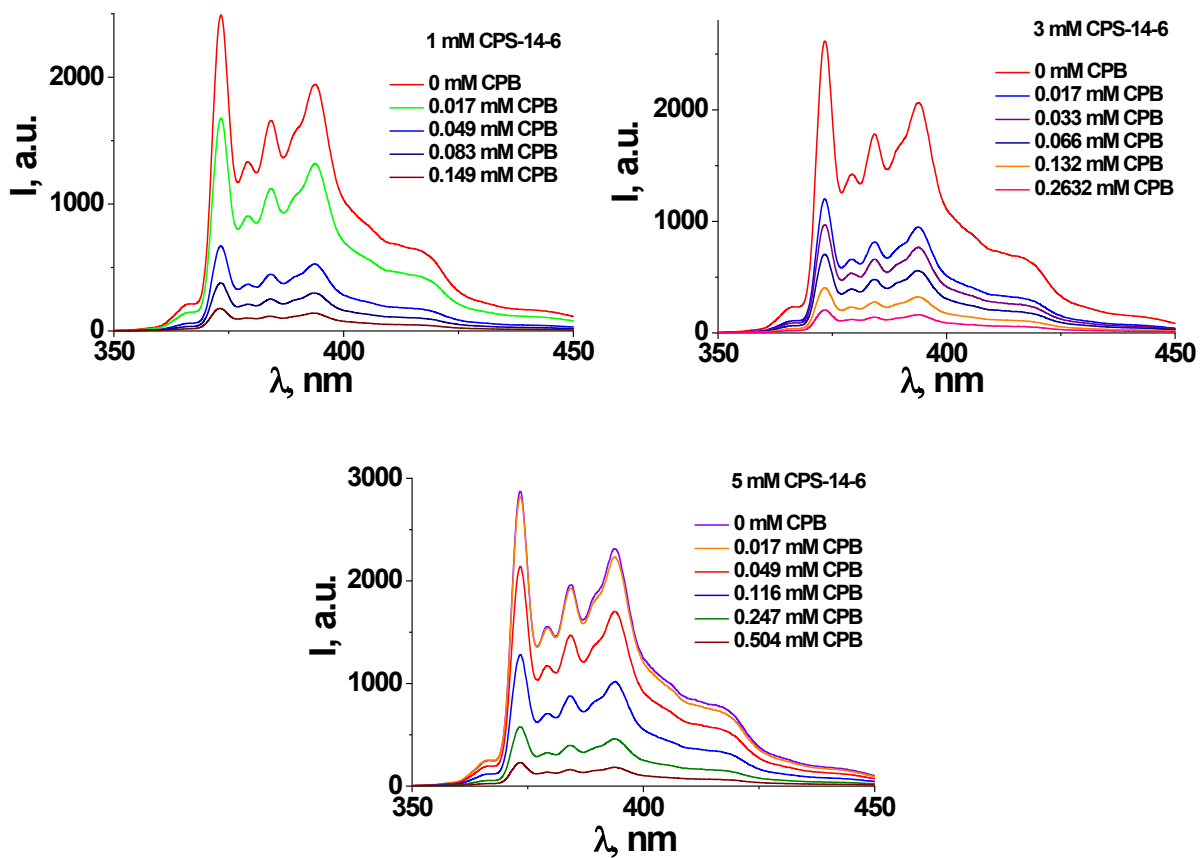 1 mM CPS-14-6
0 mM CPB
0.017 mM CPB
0.049 mM CPB
0.083 mM CPB
0.149 mM CPB
I, a.u.
2000
1000
0
350
400
450
λ, nm
3 mM CPS-14-6
0 mM CPB
0.017 mM CPB
0.033 mM CPB
0.066 mM CPB
0.132 mM CPB
0.2632 mM CPB
I, a.u.
2000
1000
0
350
400
450
λ, nm
5 mM CPS-14-6
0 mM CPB
0.017 mM CPB
0.049 mM CPB
0.116 mM CPB
0.247 mM CPB
0.504 mM CPB
I, a.u.
3000
2000
1000
0
350
400
450
λ, nm